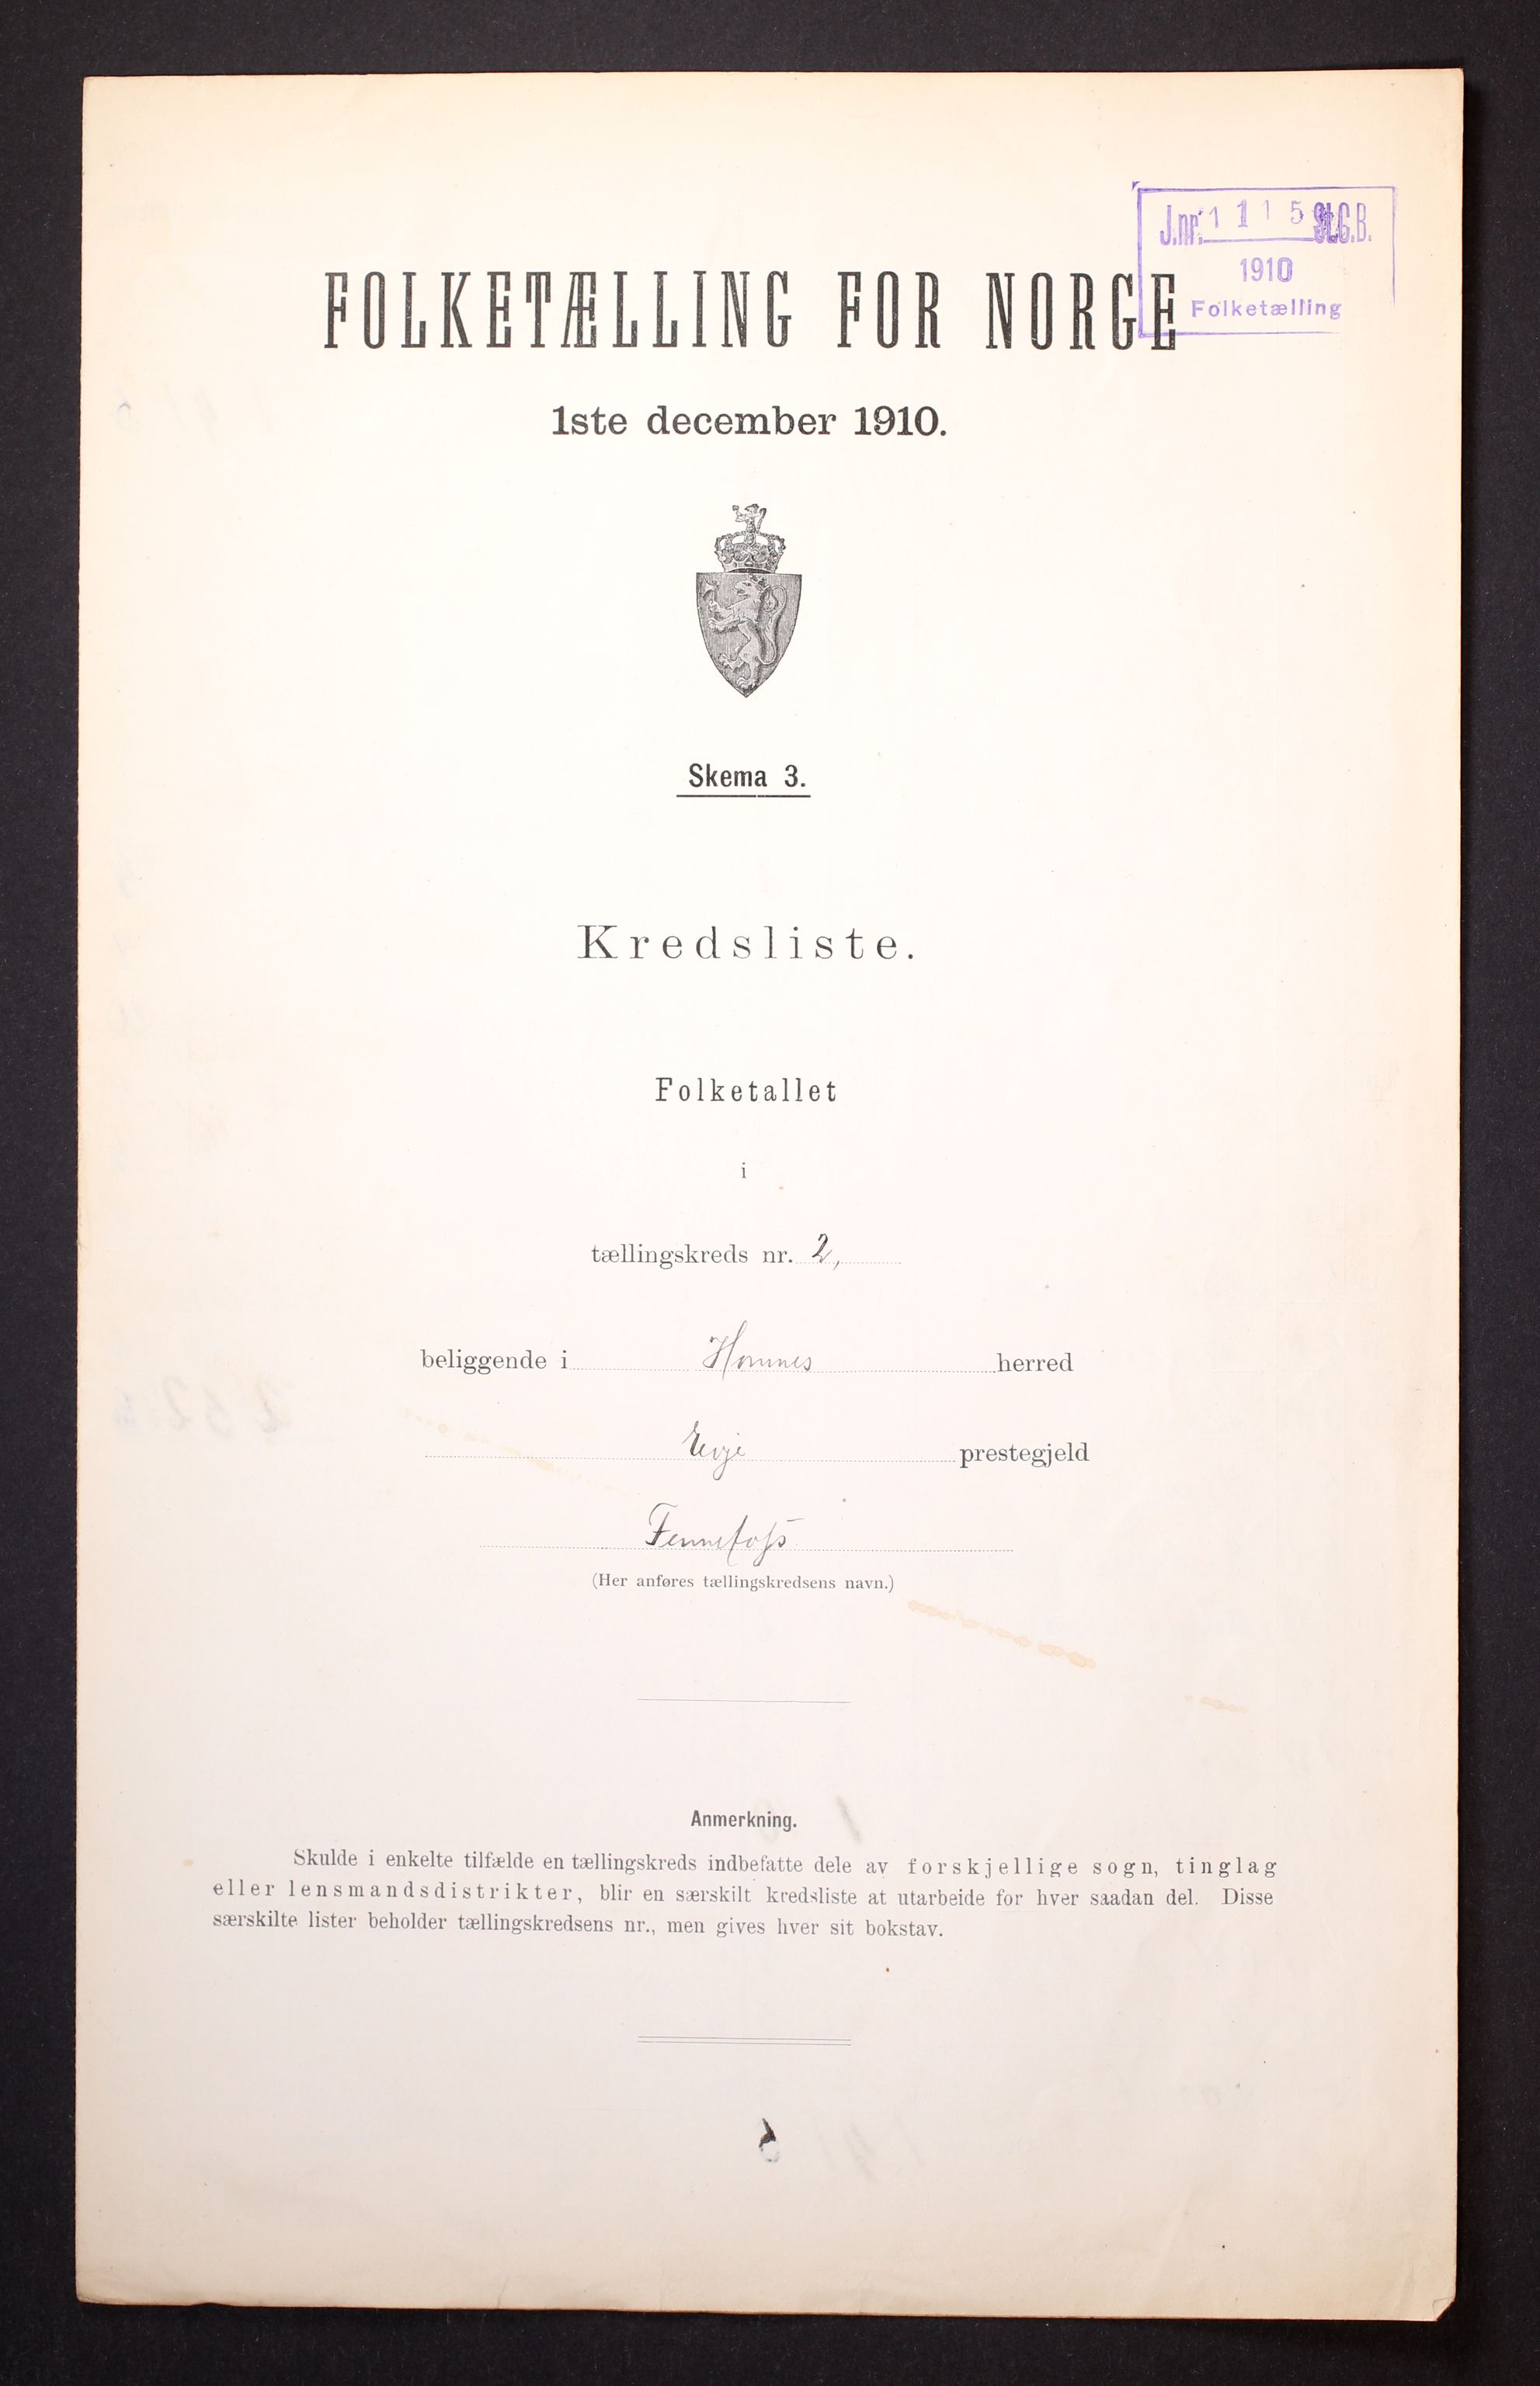 J.nr. 1 1 1 5 St.C.B.
1910
Folketælling
FOLKETÆLLING FOR NORGE
1ste december 1910.
Skema 3.
Kredsliste.
Folketallet
i
tællingskreds nr. 2,
beliggende i Hornnes herred
Evje prestegjeld
Fennefoss
(Her anføres tællingskredsens navn.)
Anmerkning.
Skulde i enkelte tilfælde en tællingskreds indbefatte dele av forskjellige sogn, tinglag
eller lensmandsdistrikter, blir en særskilt kredsliste at utarbeide for hver saadan del. Disse
særskilte lister beholder tællingskredsens nr., men gives hver sit bokstav.